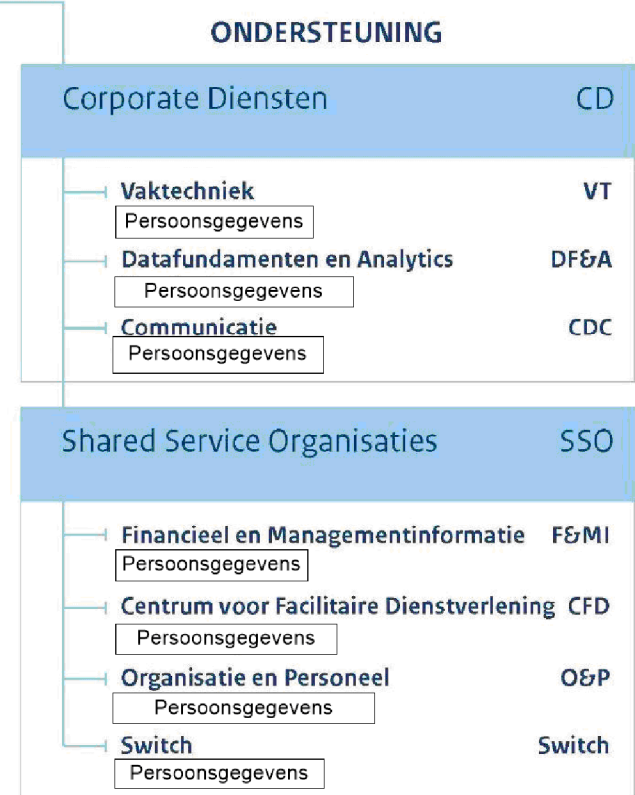 ONDERSTEUNING
Corporate Diensten CD
Vaktechniek VT
Persoonsgegevens
Datafundamenten en Analytics DF&A
Persoonsgegevens
Communicatie CDC
Persoonsgegevens
Shared Service Organisaties SSO
Financieel en Managementinformatie F&MI
Persoonsgegevens
Centrum voor Facilitaire Dienstverlening CFD
Persoonsgegevens
Organisatie en Personeel O&P
Persoonsgegevens
Switch Switch
Persoonsgegevens